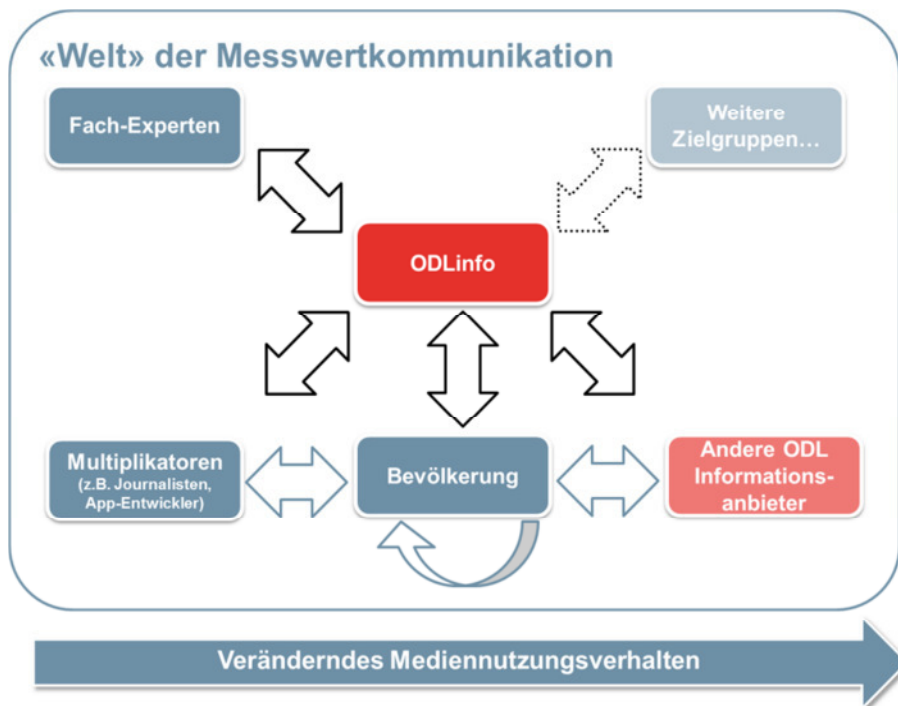 «Welt» der Messwertkommunikation
Fach-Experten
Weitere
Zielgruppen...
ODLinfo
Multiplikatoren
(z.B. Journalisten,
App-Entwickler)
Bevölkerung
Andere ODL
Informations-
anbieter
Veränderndes Mediennutzungsverhalten